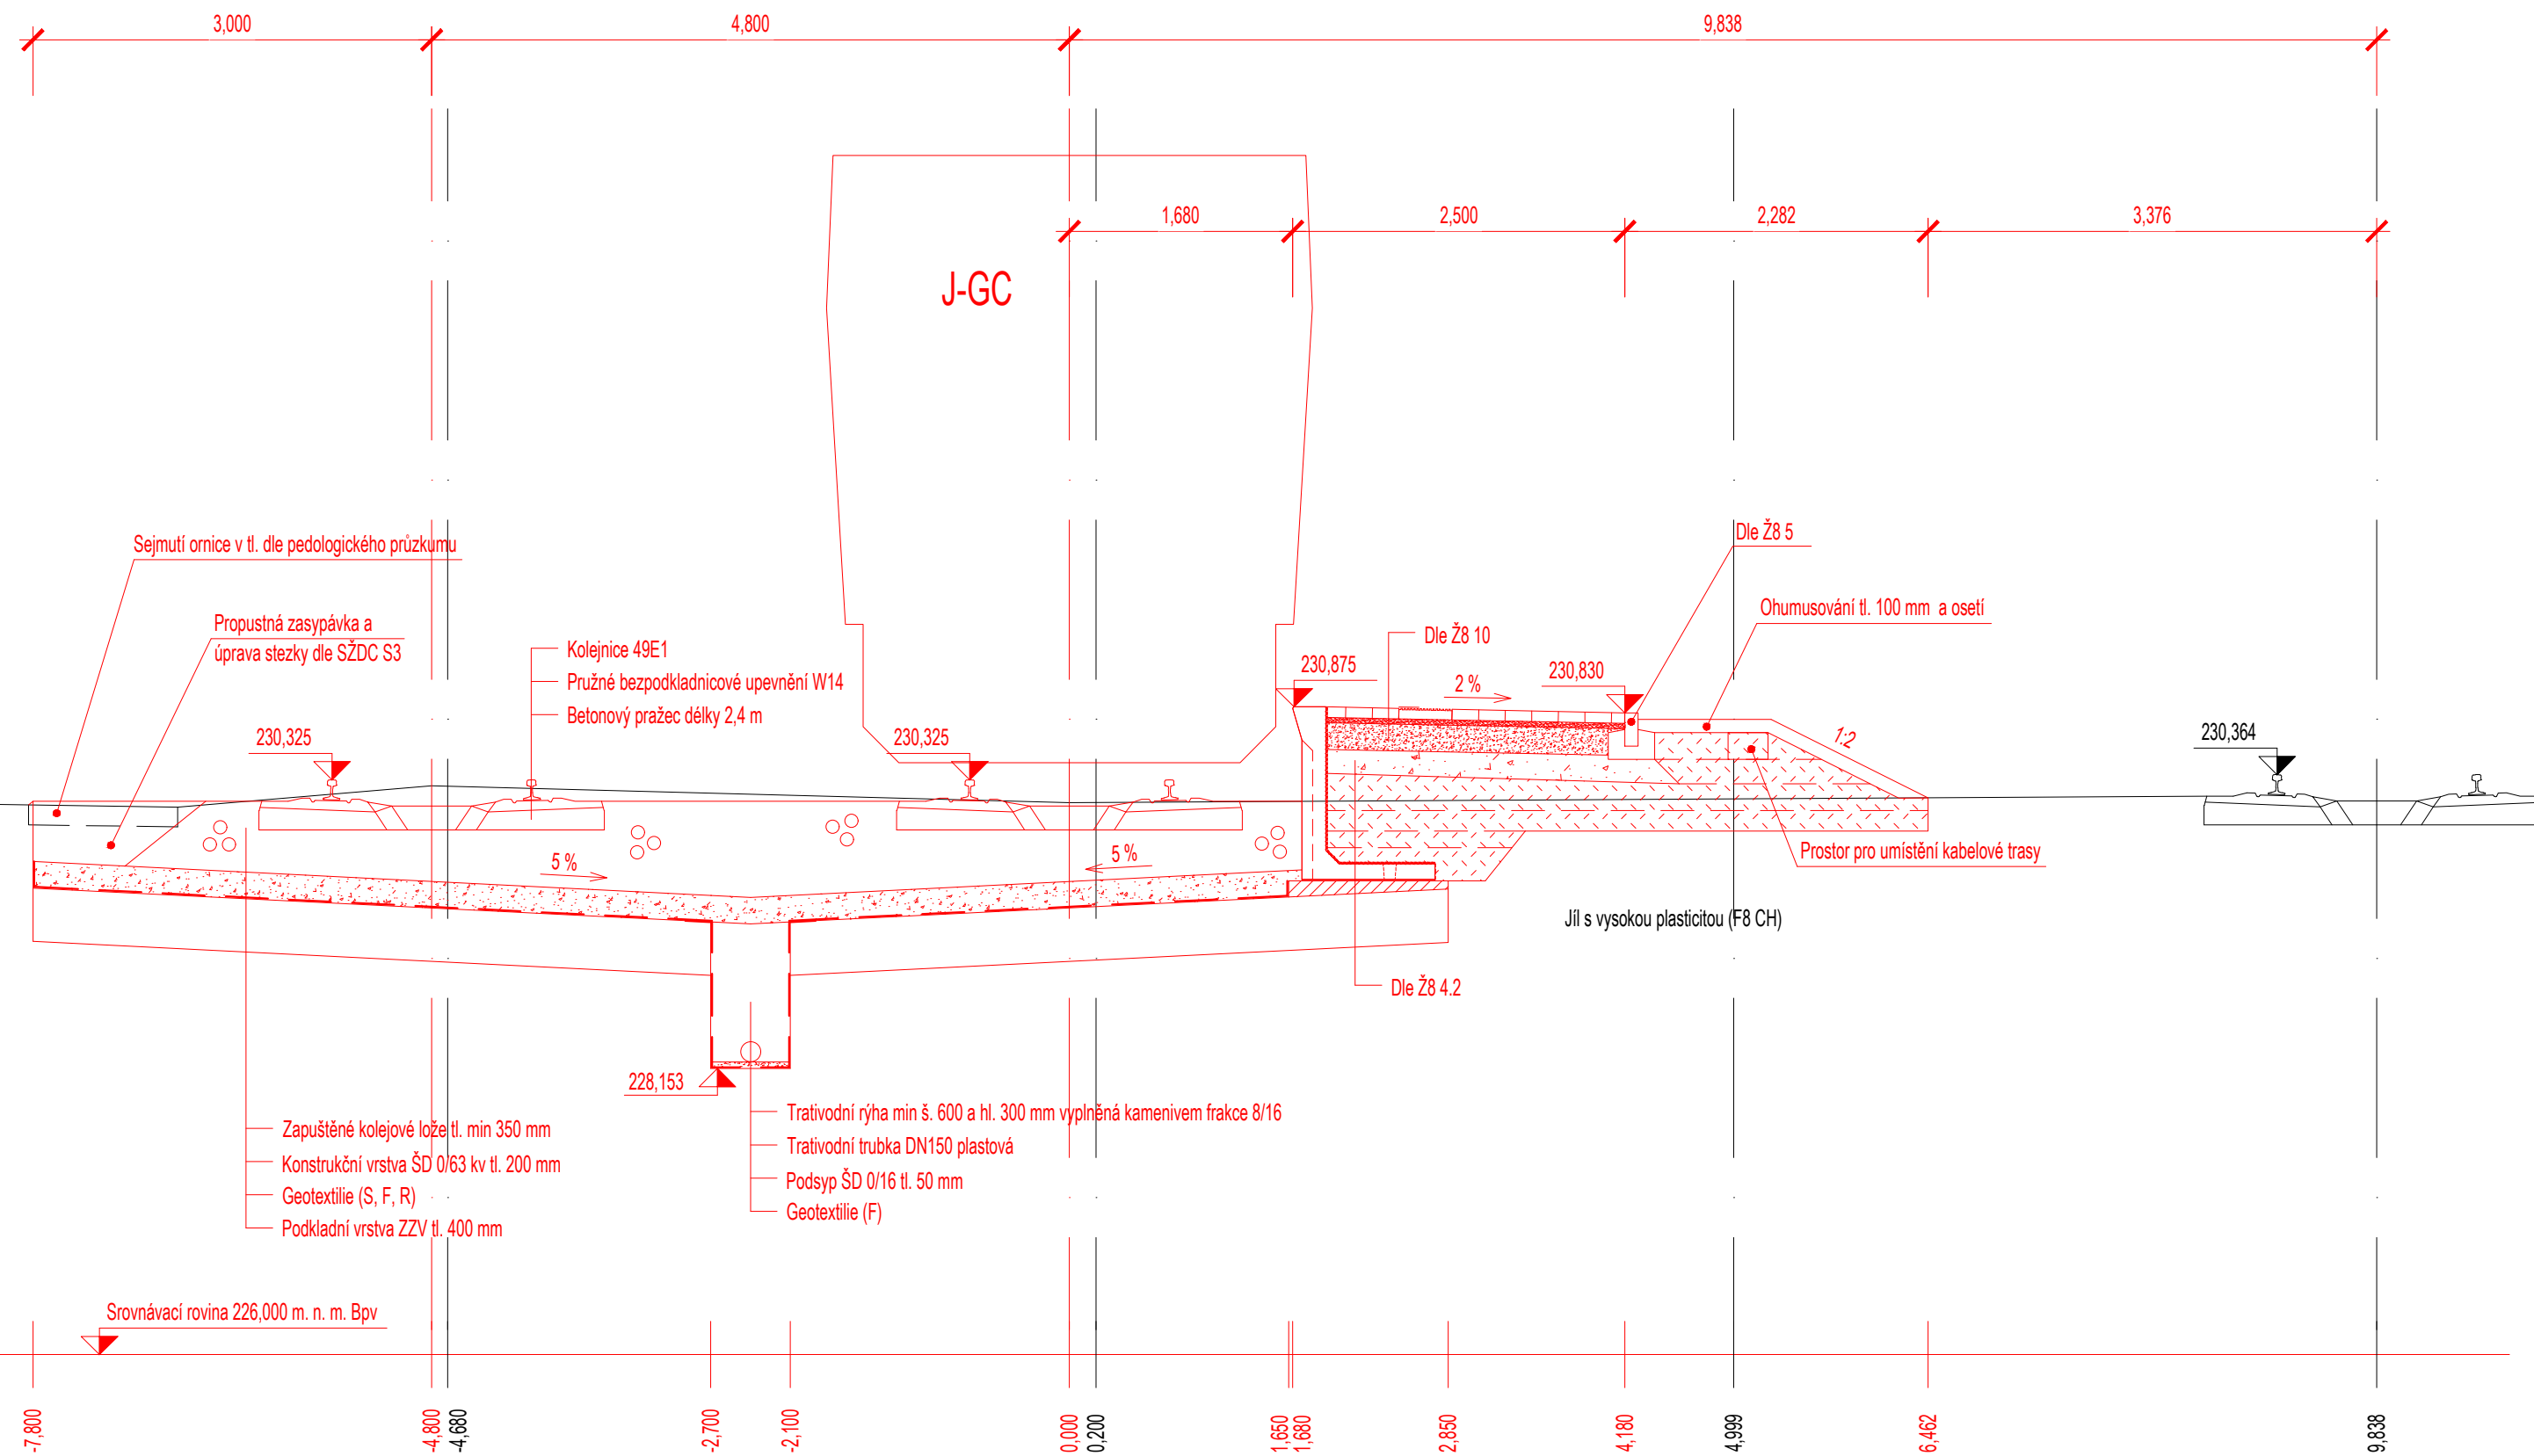 3,000
4,800
9,838
1,680
2,500
2,282
3,376
J-GC
Sejmutí ornice v tl. dle pedologického průzkumu
Dle Ž8 5
Propustná zasypávka a
úprava stezky dle SŽDC S3
Ohumusování tl. 100 mm a osetí
Kolejnice 49E1
Pružné bezpodkladnicové upevnění W14
Betonový pražec délky 2,4 m
Dle Ž8 10
230,875
2 %
230,830
1:2
230,325
230,325
230,364
5 %
5 %
Prostor pro umístění kabelové trasy
Jíl s vysokou plasticitou (F8 CH)
Dle Ž8 4.2
228,153
Zapuštěné kolejové lože tl. min 350 mm
Konstrukční vrstva ŠD 0/63 kv tl. 200 mm
Geotextilie (S, F, R)
Podkladní vrstva ZZV tl. 400 mm
Trativodní rýha min š. 600 a hl. 300 mm vyplněná kamenivem frakce 8/16
Trativodní trubka DN150 plastová
Podsyp ŠD 0/16 tl. 50 mm
Geotextilie (F)
Srovnávací rovina 226,000 m. n. m. Bpv
-7,800
-4,800
-4,680
-2,700
-2,100
0,000
0,200
1,650
1,680
2,850
4,180
4,999
6,462
9,838